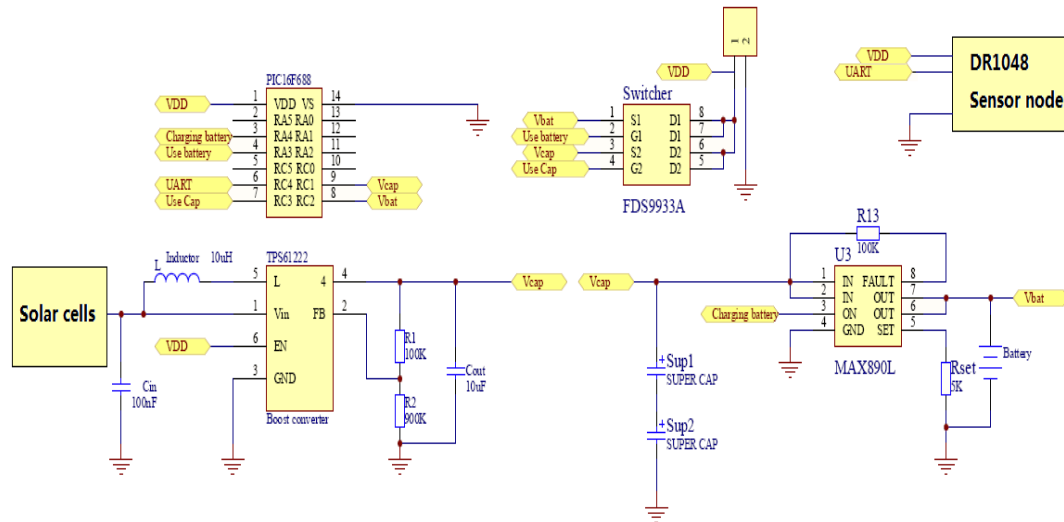 PIC16F688
VDD
Charging battery
Use battery
UART
Use Cap
1 VDD VS 14
2 RA5 RA0 13
3 RA4 RA1 12
4 RA3 RA2 11
5 RC5 RC0 10
6 RC4 RC1 9
7 RC3 RC2 8
Vcap
Vbat
1 2
VDD
Switcher
Vbat
Use battery
Vcap
Use Cap
1 S1 D1 8
2 G1 D1 7
3 S2 D2 6
4 G2 D2 5
FDS9933A
VDD
UART
DR1048
Sensor node
Solar cells
L Inductor 10uH
Cin
100nF
VDD
TPS61222
5 L 4 4
1 Vin FB 2
6 EN
3 GND
Boost converter
R1
100K
R2
900K
Cout
10uF
Vcap
Vcap
+Sup1
SUPER CAP
+Sup2
SUPER CAP
Charging battery
R13
100K
U3
1 IN FAULT 8
2 IN OUT 7
3 ON OUT 6
4 GND SET 5
MAX890L
Rset
5K
Battery
Vbat